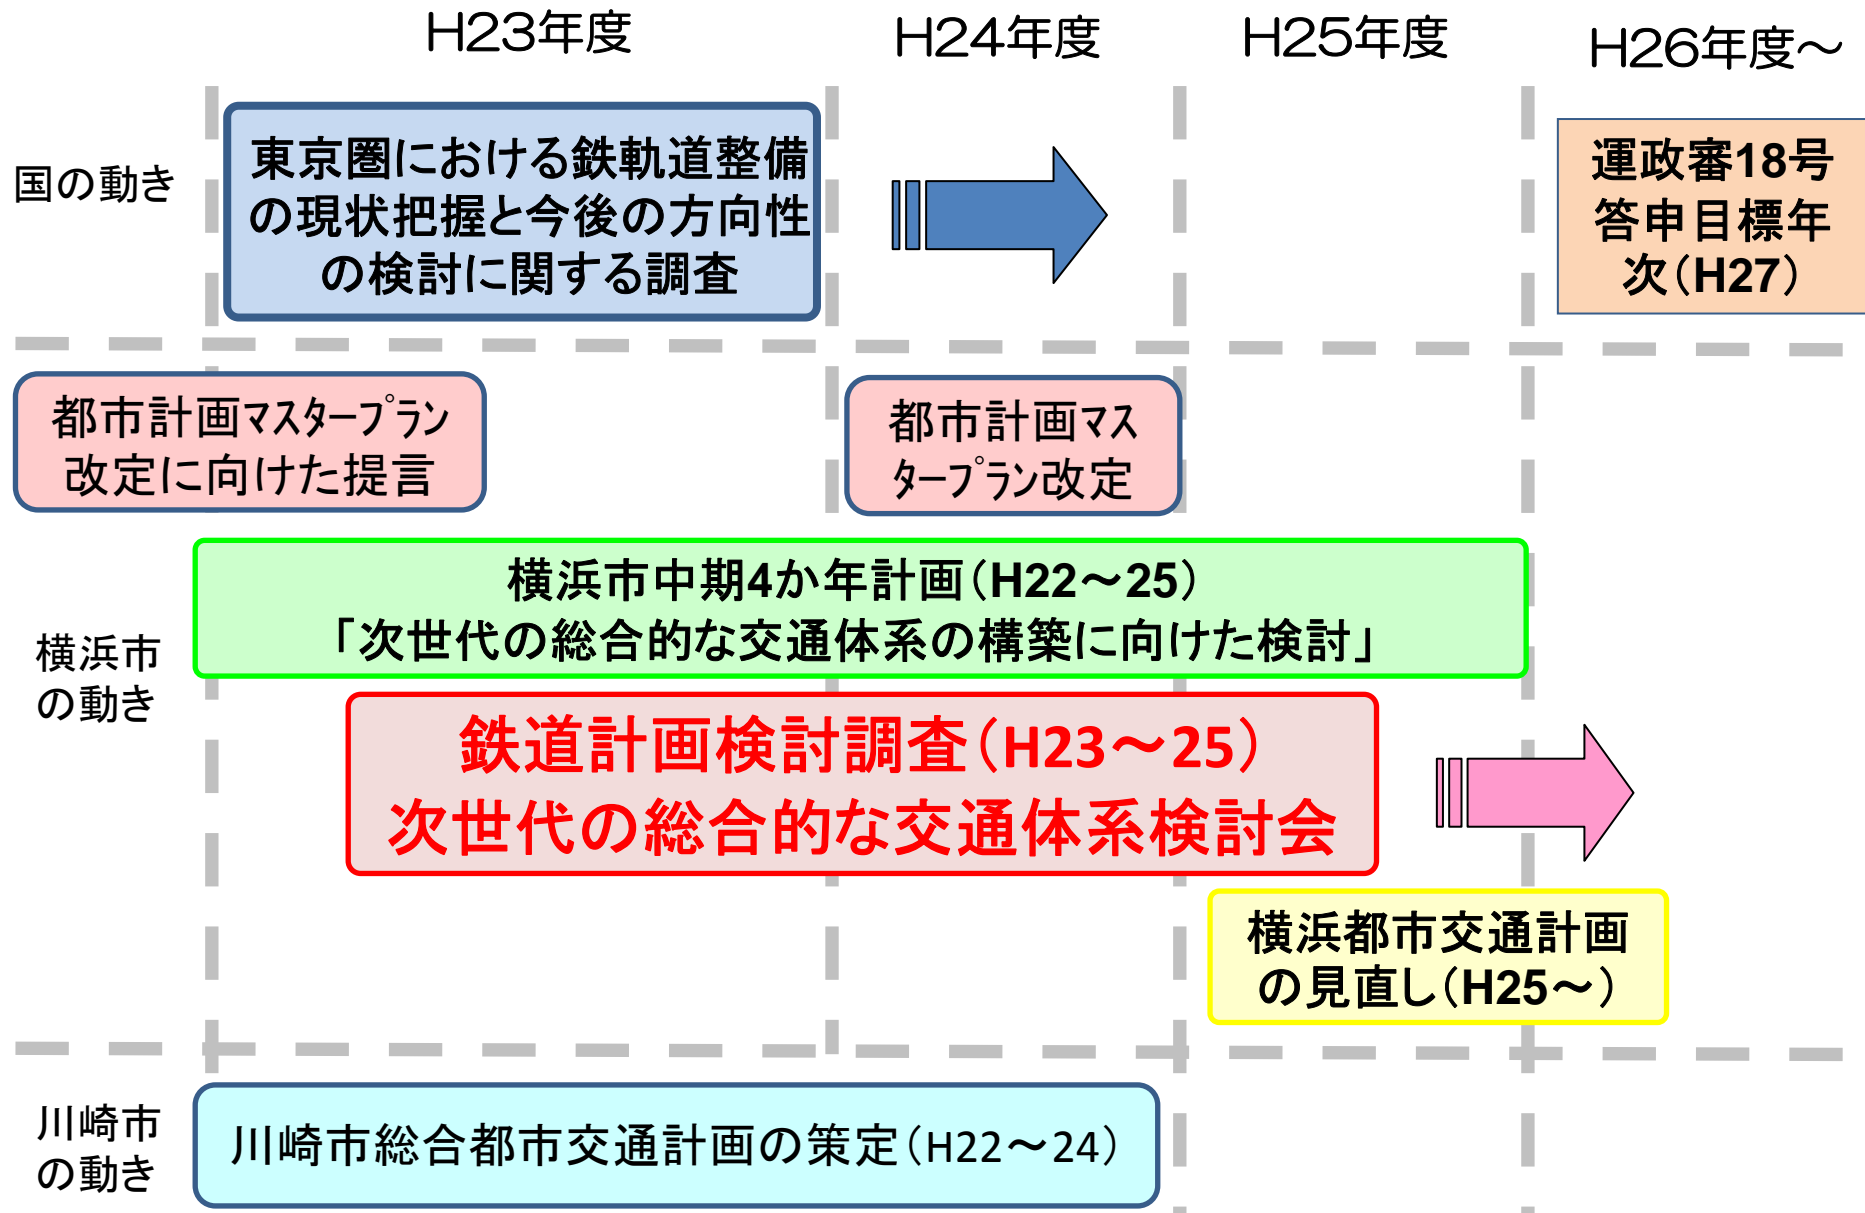 H23年度
H24年度
H25年度
H26年度～
国の動き
東京圏における鉄軌道整備
の現状把握と今後の方向性
の検討に関する調査
運政審18号
答申目標年
次（H27）
都市計画ﾏｽﾀｰﾌﾟﾗﾝ
改定に向けた提言
都市計画ﾏｽ
ﾀｰﾌﾟﾗﾝ改定
横浜市
の動き
横浜市中期4か年計画（H22～25）
「次世代の総合的な交通体系の構築に向けた検討」
鉄道計画検討調査（H23～25）
次世代の総合的な交通体系検討会
横浜都市交通計画
の見直し（H25～）
川崎市
の動き
川崎市総合都市交通計画の策定（H22～24）